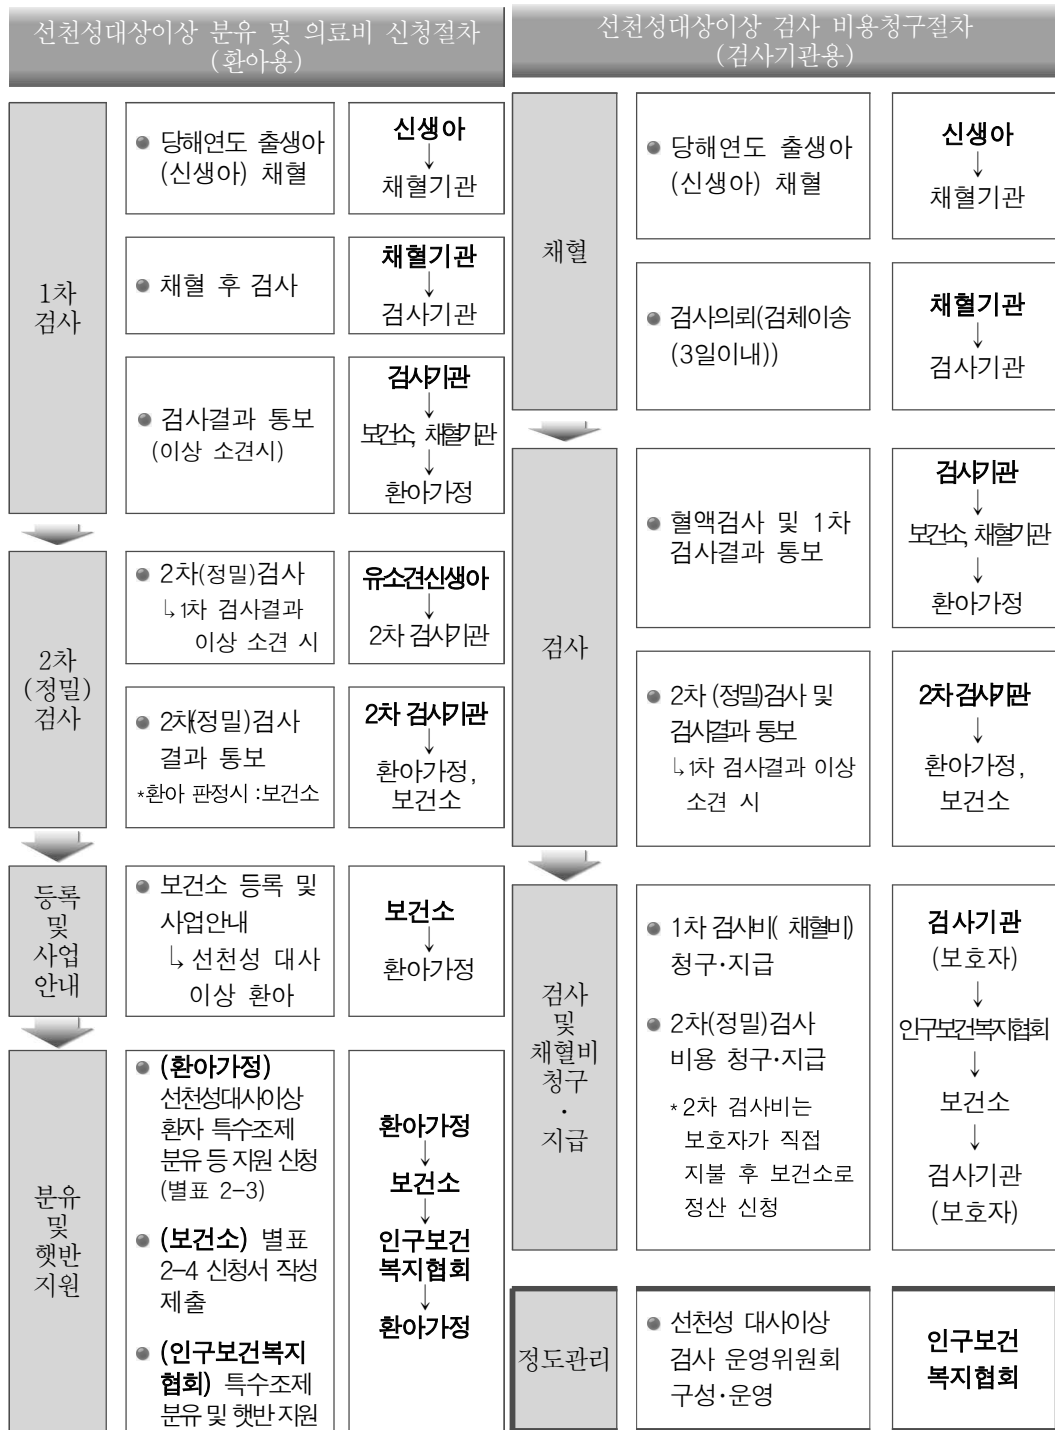 선천성대상이상 분유 및 의료비 신청절차
(환아용)
1차
검사
● 당해연도 출생아
(신생아) 채혈
신생아
↓
채혈기관
● 채혈 후 검사
채혈기관
↓
검사기관
● 검사결과 통보
(이상 소견시)
검사기관
↓
보건소, 채혈기관
↓
환아가정
2차
(정밀)
검사
● 2차(정밀)검사
↳1차 검사결과
이상 소견 시
유소견신생아
↓
2차 검사기관
● 2차(정밀)검사
결과 통보
*환아 판정시 :보건소
2차 검사기관
↓
환아가정,
보건소
등록
및
사업
안내
● 보건소 등록 및
사업안내
↳ 선천성 대사
이상 환아
보건소
↓
환아가정
분유
및
햇반
지원
● (환아가정)
선천성대사이상
환자 특수조제
분유 등 지원 신청
(별표 2-3)
● (보건소) 별표
2-4 신청서 작성
제출
● (인구보건복지
협회) 특수조제
분유 및 햇반 지원
환아가정
↓
보건소
↓
인구보건
복지협회
↓
환아가정
선천성대상이상 검사 비용청구절차
(검사기관용)
채혈
● 당해연도 출생아
(신생아) 채혈
신생아
↓
채혈기관
● 검사의뢰(검체이송
(3일이내))
채혈기관
↓
검사기관
검사
● 혈액검사 및 1차
검사결과 통보
검사기관
↓
보건소, 채혈기관
↓
환아가정
● 2차 (정밀)검사 및
검사결과 통보
↳1차 검사결과 이상
소견 시
2차 검사기관
↓
환아가정,
보건소
검사
및
채혈비
청구
·
지급
● 1차 검사비( 채혈비)
청구·지급
● 2차(정밀)검사
비용 청구·지급
*2차 검사비는
보호자가 직접
지불 후 보건소로
정산 신청
검사기관
(보호자)
↓
인구보건복지협회
↓
보건소
↓
검사기관
(보호자)
정도관리
● 선천성 대사이상
검사 운영위원회
구성·운영
인구보건
복지협회